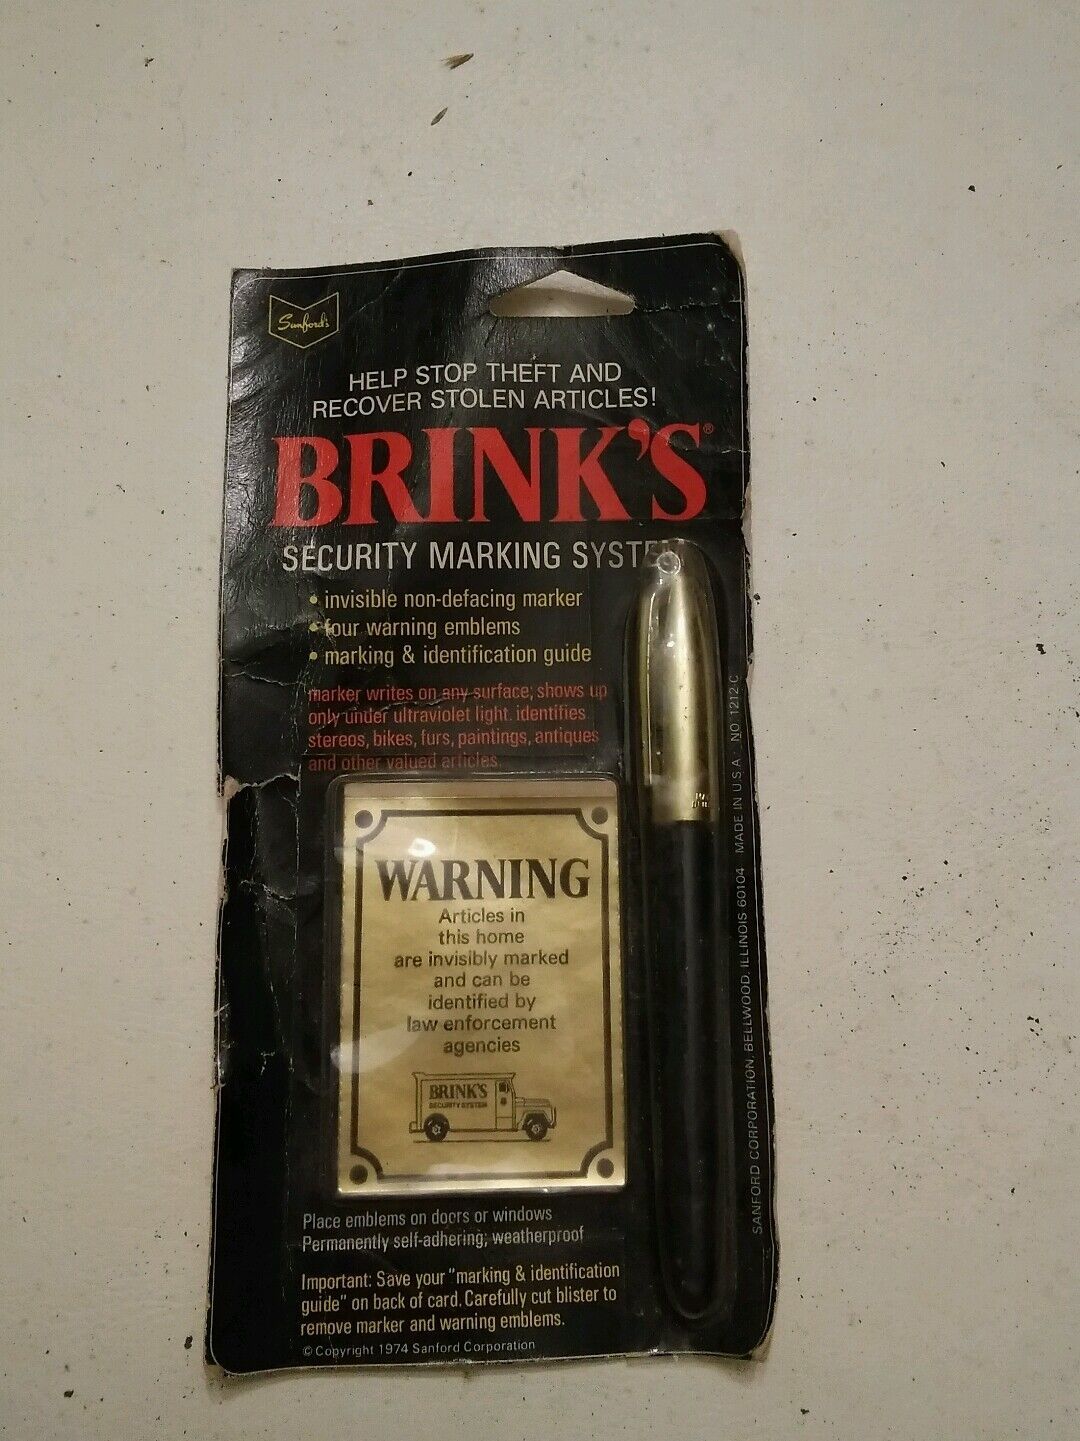 Sanford's
HELP STOP THEFT AND
RECOVER STOLEN ARTICLES!
BRINK'S®
SECURITY MARKING SYSTEM
• invisible non-defacing marker
• four warning emblems
• marking & identification guide
marker writes on any surface; shows up
only under ultraviolet light. identifies
stereos, bikes, furs, paintings, antiques
and other valued articles.
WARNING
Articles in
this home
are invisibly marked
and can be
identified by
law enforcement
agencies
BRINK'S
SECURITY SYSTEM
Place emblems on doors or windows
Permanently self-adhering; weatherproof
Important: Save your "marking & identification
guide" on back of card. Carefully cut blister to
remove marker and warning emblems.
© Copyright 1974 Sanford Corporation
SANFORD CORPORATION, BELLWOOD, ILLINOIS 60104 MADE IN U.S.A. NO 1212 C